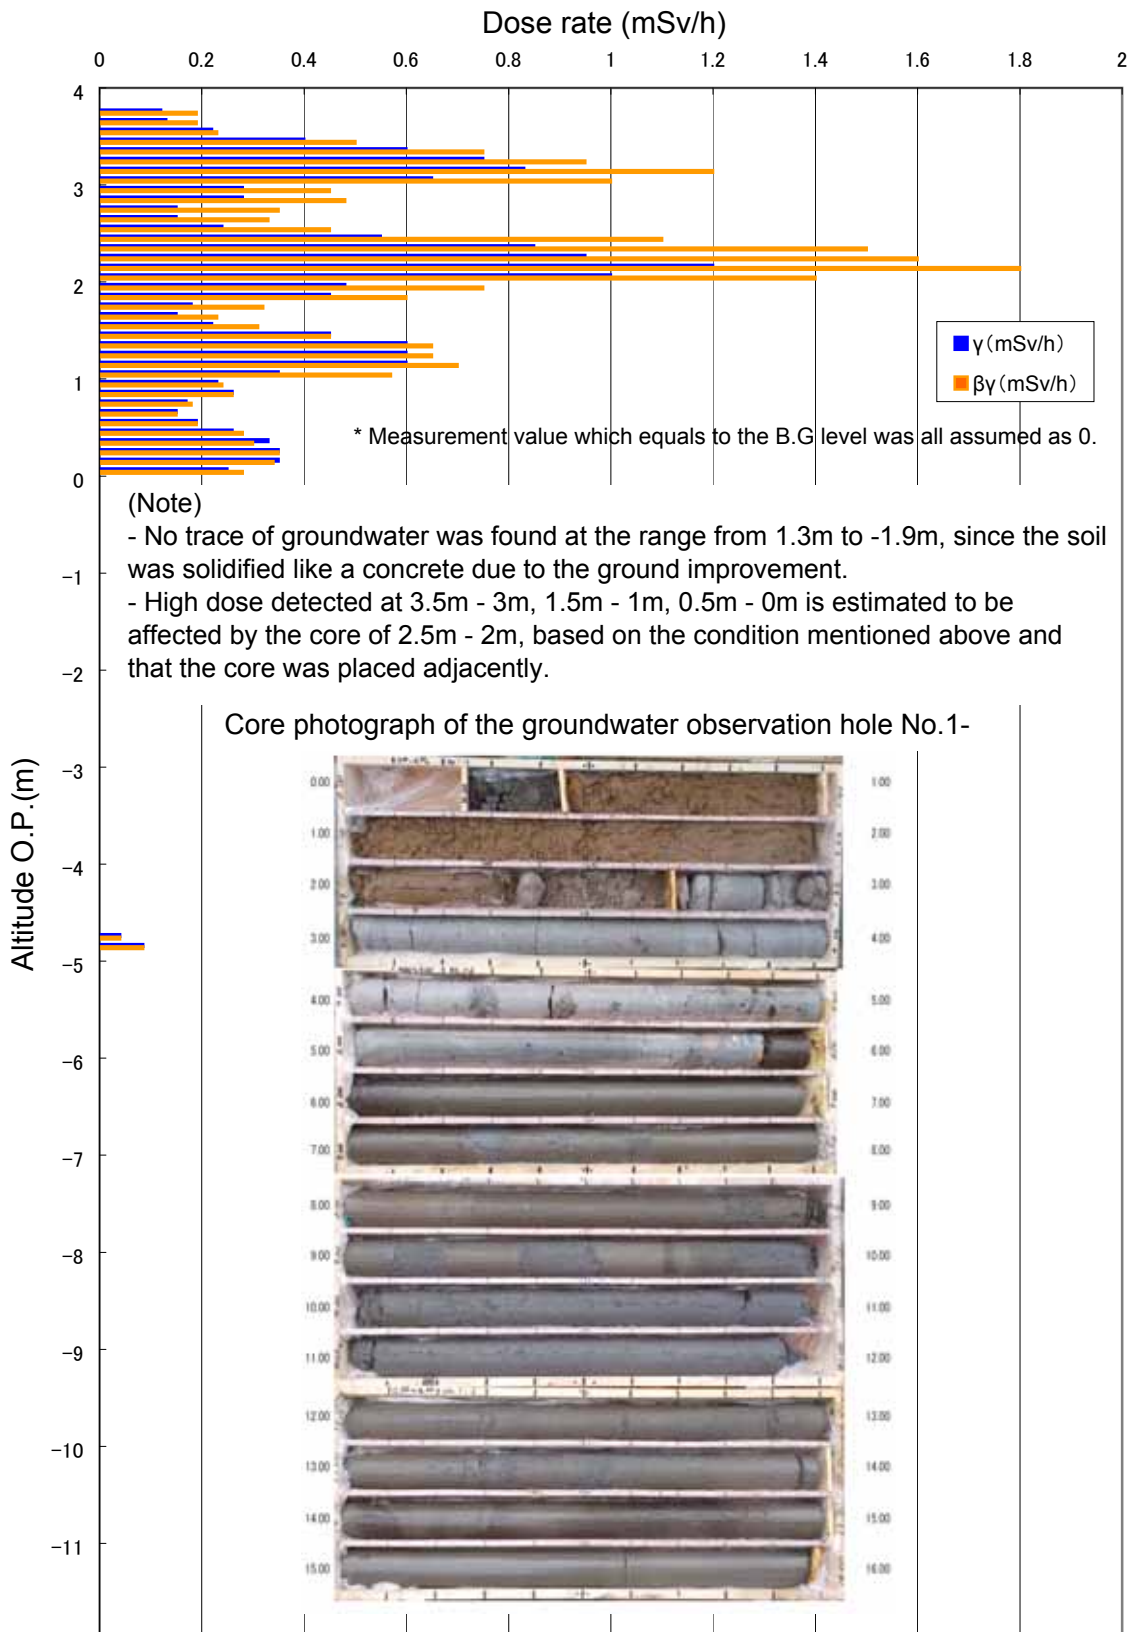 Dose rate (mSv/h)
0 0.2 0.4 0.6 0.8 1 1.2 1.4 1.6 1.8 2
4
3
2
γ(mSv/h)
1
βγ(mSv/h)
* Measurement value which equals to the B.G level was all assumed as 0.
0
(Note)
- No trace of groundwater was found at the range from 1.3m to -1.9m, since the soil
was solidified like a concrete due to the ground improvement.
-1
- High dose detected at 3.5m - 3m, 1.5m - 1m, 0.5m - 0m is estimated to be
affected by the core of 2.5m - 2m, based on the condition mentioned above and
that the core was placed adjacently.
-2
Core photograph of the groundwater observation hole No.1-
-3
Altitude O.P.(m)
0.00 1.00
1.00 2.00
-4
2.00 3.00
3.00 4.00
-5
4.00 5.00
5.00 6.00
-6
6.00 7.00
7.00 8.00
-7
8.00 9.00
-8
9.00 10.00
10.00 11.00
-9
11.00 12.00
12.00 13.00
-10
13.00 14.00
14.00 15.00
-11
15.00 16.00